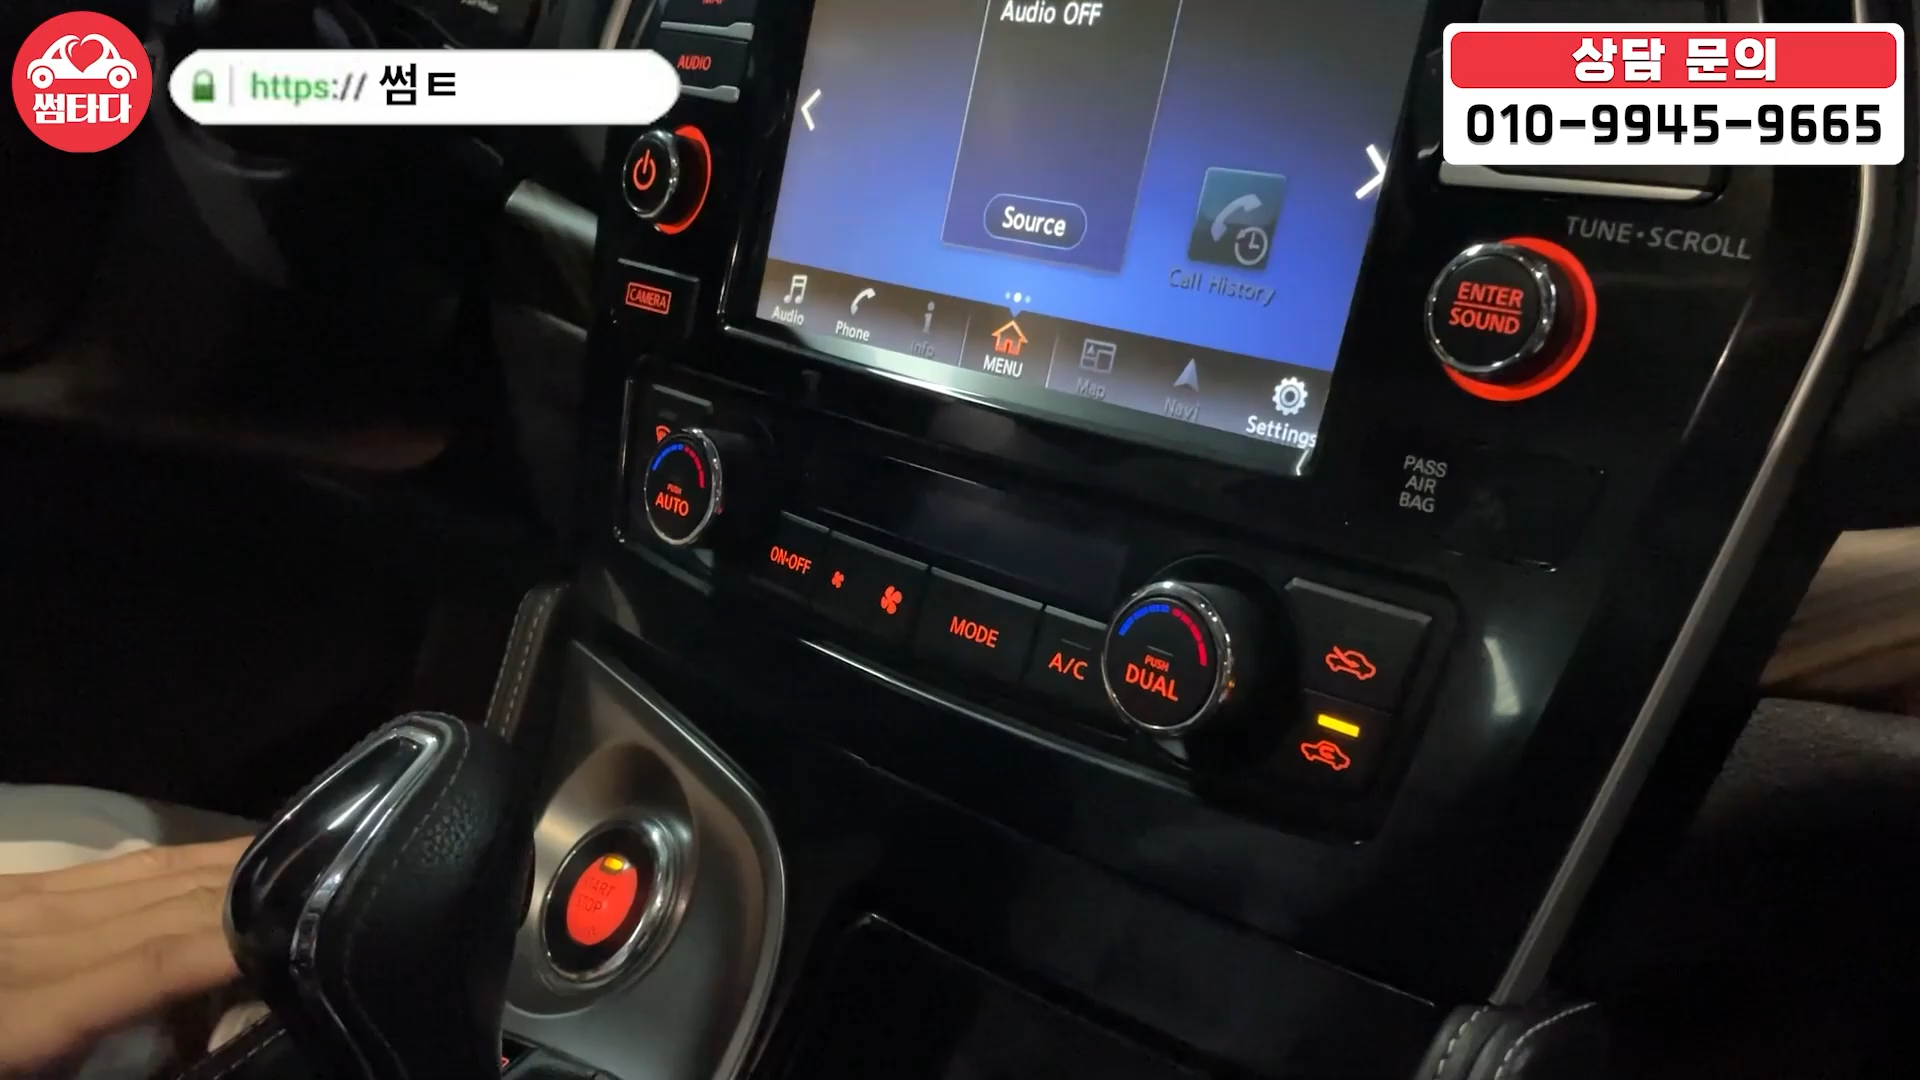 썸타다
https:// 썸ㅌ
상담 문의
010-9945-9665
AUDIO
Audio OFF
Source
Call History
Audio
Phone
Info
MENU
Map
Navi
Settings
CAMERA
TUNE•SCROLL
ENTER
SOUND
PASS
AIR
BAG
PUSH
AUTO
ON•OFF
MODE
A/C
PUSH
DUAL
START
STOP